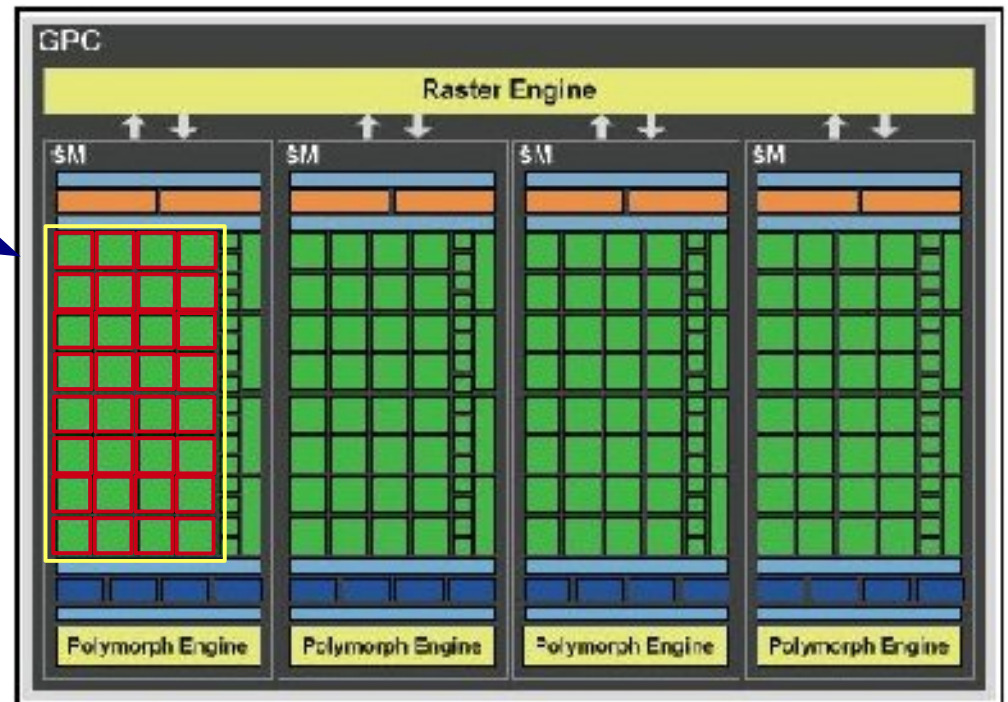 GPC
Raster Engine
SM SM SM SM
Polymorph Engine Polymorph Engine Polymorph Engine Polymorph Engine